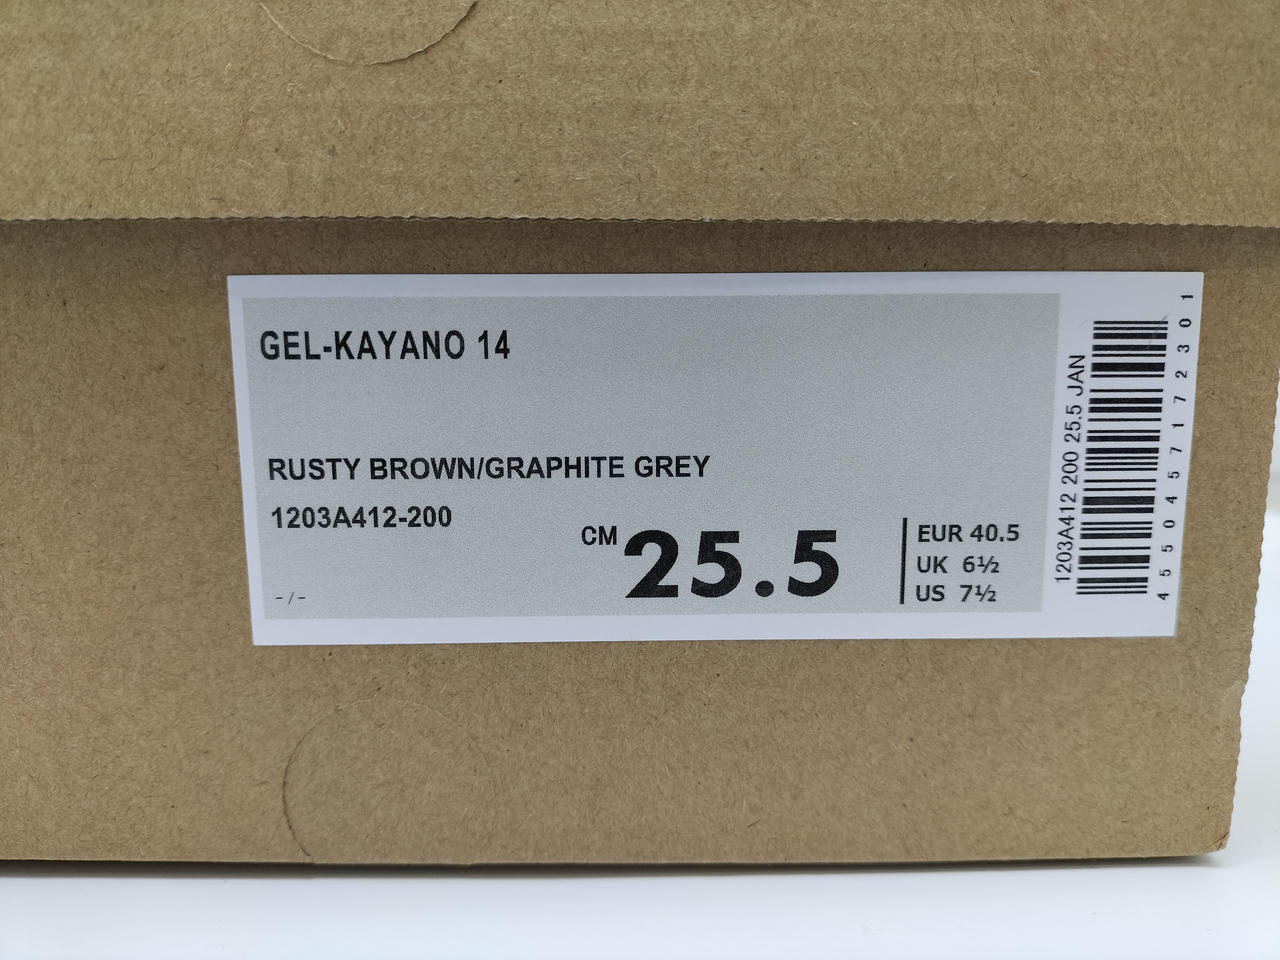 GEL-KAYANO 14
RUSTY BROWN/GRAPHITE GREY
1203A412-200
CM 25.5
EUR 40.5
UK 6½
US 7½
-/-
1203A412 200 25.5 JAN
4550457172301